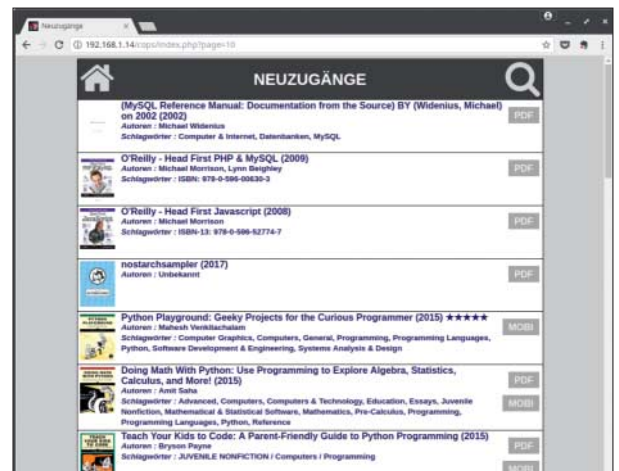 Neuzugänge
192.168.1.14/cops/index.php?page=10
NEUZUGÄNGE
(MySQL Reference Manual: Documentation from the Source) BY (Widenius, Michael)
on 2002 (2002)
PDF
Autoren : Michael Widenius
Schlagwörter : Computer & Internet, Datenbanken, MySQL
O'Reilly - Head First PHP & MySQL (2009)
PDF
Autoren : Michael Morrison, Lynn Beighley
Schlagwörter : ISBN: 978-0-596-00630-3
O'Reilly - Head First Javascript (2008)
PDF
Autoren : Michael Morrison
Schlagwörter : ISBN-13: 978-0-596-52774-7
nostarchsampler (2017)
PDF
Autoren : Unbekannt
Python Playground: Geeky Projects for the Curious Programmer (2015) ★★★★★
MOBI
Autoren : Mahesh Venkitachalam
Schlagwörter : Computer Graphics, Computers, General, Programming, Programming Languages,
Python, Software Development & Engineering, Systems Analysis & Design
Doing Math With Python: Use Programming to Explore Algebra, Statistics,
Calculus, and More! (2015)
PDF
Autoren : Amit Saha
Schlagwörter : Advanced, Computers, Computers & Technology, Education, Essays, Juvenile
MOBI
Nonfiction, Mathematical & Statistical Software, Mathematics, Pre-Calculus, Programming,
Programming Languages, Python, Reference
Teach Your Kids to Code: A Parent-Friendly Guide to Python Programming (2015)
PDF
Autoren : Bryson Payne
Schlagwörter : JUVENILE NONFICTION / Computers / Programming
MOBI